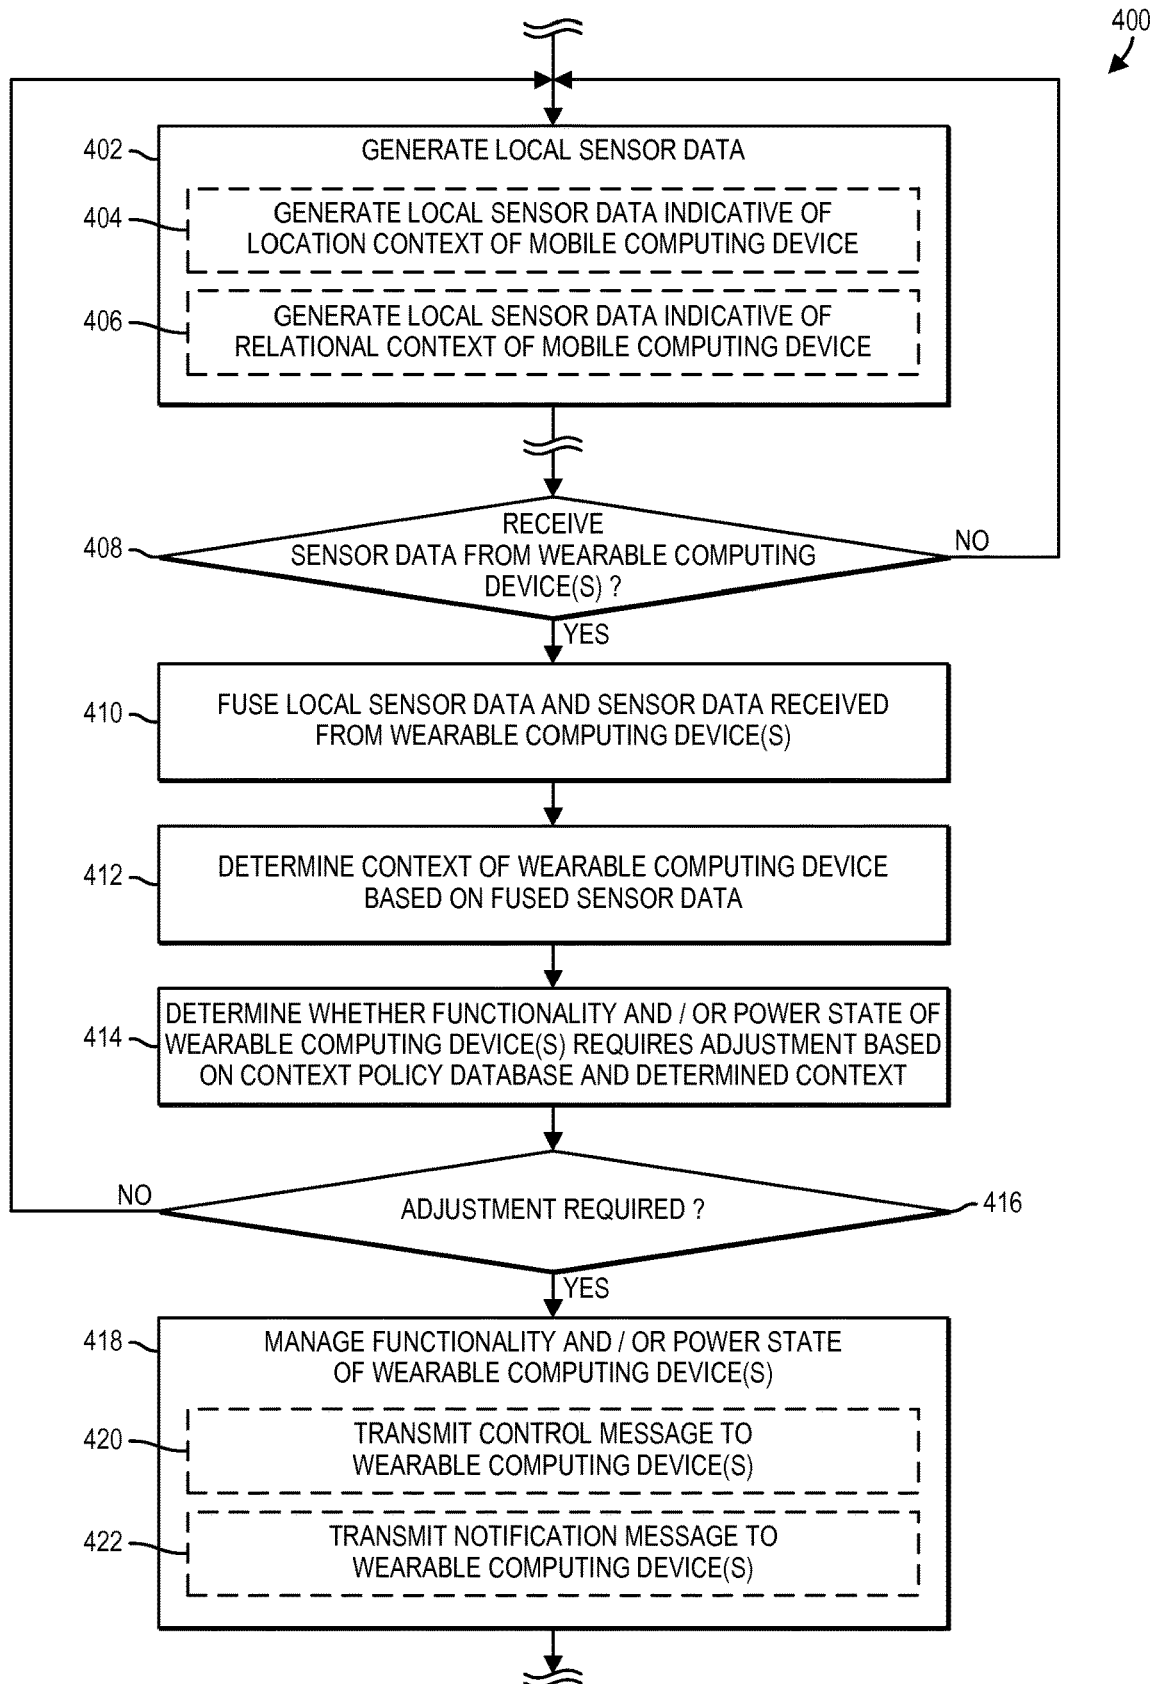 400
402
GENERATE LOCAL SENSOR DATA
404
GENERATE LOCAL SENSOR DATA INDICATIVE OF
LOCATION CONTEXT OF MOBILE COMPUTING DEVICE
406
GENERATE LOCAL SENSOR DATA INDICATIVE OF
RELATIONAL CONTEXT OF MOBILE COMPUTING DEVICE
408
RECEIVE
SENSOR DATA FROM WEARABLE COMPUTING
DEVICE(S) ?
NO
YES
410
FUSE LOCAL SENSOR DATA AND SENSOR DATA RECEIVED
FROM WEARABLE COMPUTING DEVICE(S)
412
DETERMINE CONTEXT OF WEARABLE COMPUTING DEVICE
BASED ON FUSED SENSOR DATA
414
DETERMINE WHETHER FUNCTIONALITY AND / OR POWER STATE OF
WEARABLE COMPUTING DEVICE(S) REQUIRES ADJUSTMENT BASED
ON CONTEXT POLICY DATABASE AND DETERMINED CONTEXT
NO
ADJUSTMENT REQUIRED ?
416
YES
418
MANAGE FUNCTIONALITY AND / OR POWER STATE
OF WEARABLE COMPUTING DEVICE(S)
420
TRANSMIT CONTROL MESSAGE TO
WEARABLE COMPUTING DEVICE(S)
422
TRANSMIT NOTIFICATION MESSAGE TO
WEARABLE COMPUTING DEVICE(S)